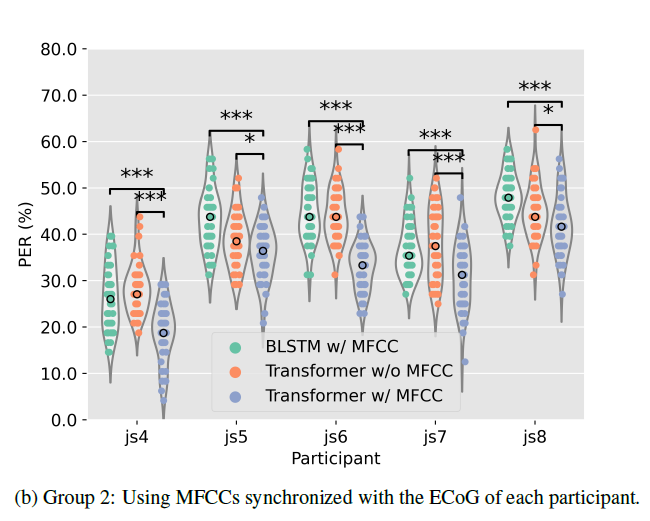 80.0
70.0
60.0
50.0
40.0
30.0
20.0
10.0
0.0
PER (%)
***
***
***
*
***
***
***
***
***
*
BLSTM w/ MFCC
Transformer w/o MFCC
Transformer w/ MFCC
js4 js5 js6 js7 js8
Participant
(b) Group 2: Using MFCCs synchronized with the ECoG of each participant.